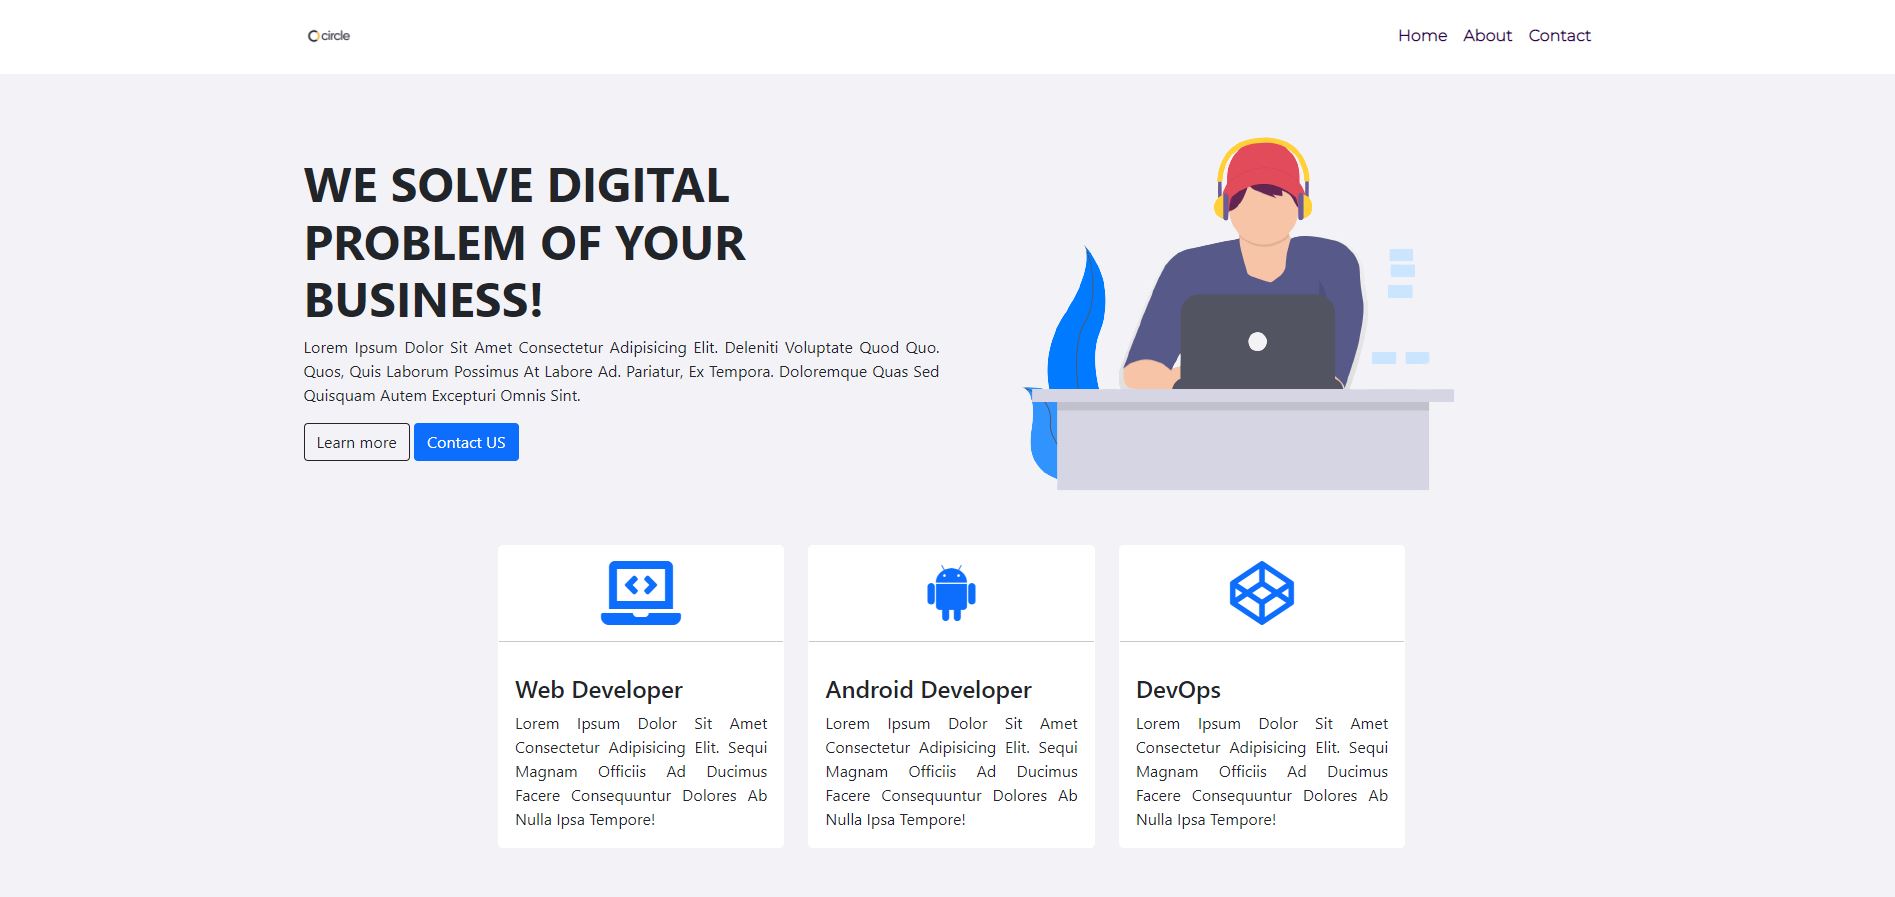 circle
Home About Contact
WE SOLVE DIGITAL
PROBLEM OF YOUR
BUSINESS!
Lorem Ipsum Dolor Sit Amet Consectetur Adipisicing Elit. Deleniti Voluptate Quod Quo.
Quos, Quis Laborum Possimus At Labore Ad. Pariatur, Ex Tempora. Doloremque Quas Sed
Quisquam Autem Excepturi Omnis Sint.
Learn more Contact US
Web Developer
Lorem Ipsum Dolor Sit Amet
Consectetur Adipisicing Elit. Sequi
Magnam Officiis Ad Ducimus
Facere Consequuntur Dolores Ab
Nulla Ipsa Tempore!
Android Developer
Lorem Ipsum Dolor Sit Amet
Consectetur Adipisicing Elit. Sequi
Magnam Officiis Ad Ducimus
Facere Consequuntur Dolores Ab
Nulla Ipsa Tempore!
DevOps
Lorem Ipsum Dolor Sit Amet
Consectetur Adipisicing Elit. Sequi
Magnam Officiis Ad Ducimus
Facere Consequuntur Dolores Ab
Nulla Ipsa Tempore!